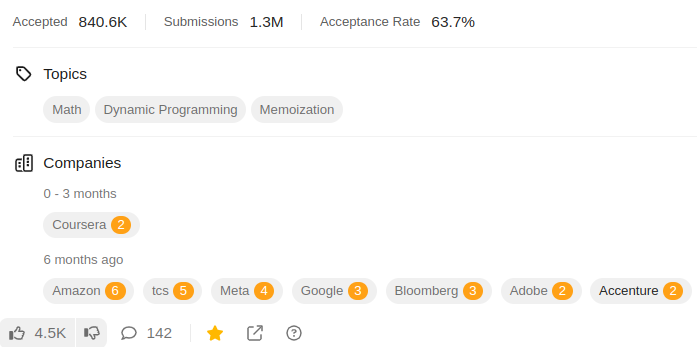 Accepted 840.6K Submissions 1.3M Acceptance Rate 63.7%
Topics
Math Dynamic Programming Memoization
Companies
0 - 3 months
Coursera 2
6 months ago
Amazon 6 tcs 5 Meta 4 Google 3 Bloomberg 3 Adobe 2 Accenture 2
4.5K 142